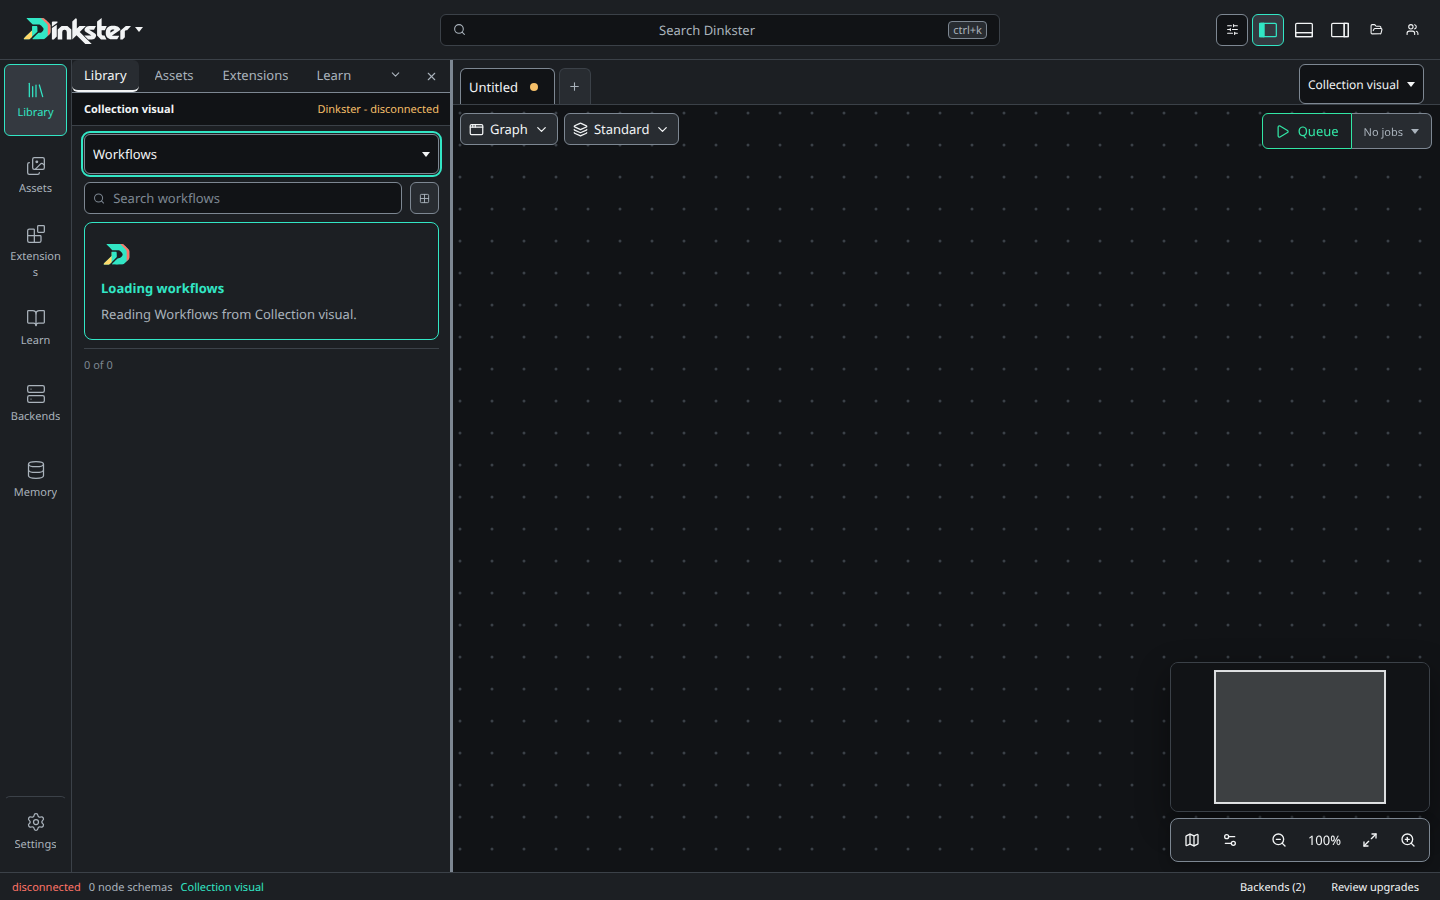 Dinkster
Search Dinkster
ctrl+k
Library
Assets
Extension
s
Learn
Backends
Memory
Settings
Library
Assets
Extensions
Learn
Collection visual
Dinkster - disconnected
Workflows
Search workflows
Loading workflows
Reading Workflows from Collection visual.
0 of 0
Untitled
Collection visual
Graph
Standard
Queue
No jobs
100%
disconnected
0 node schemas
Collection visual
Backends (2)
Review upgrades